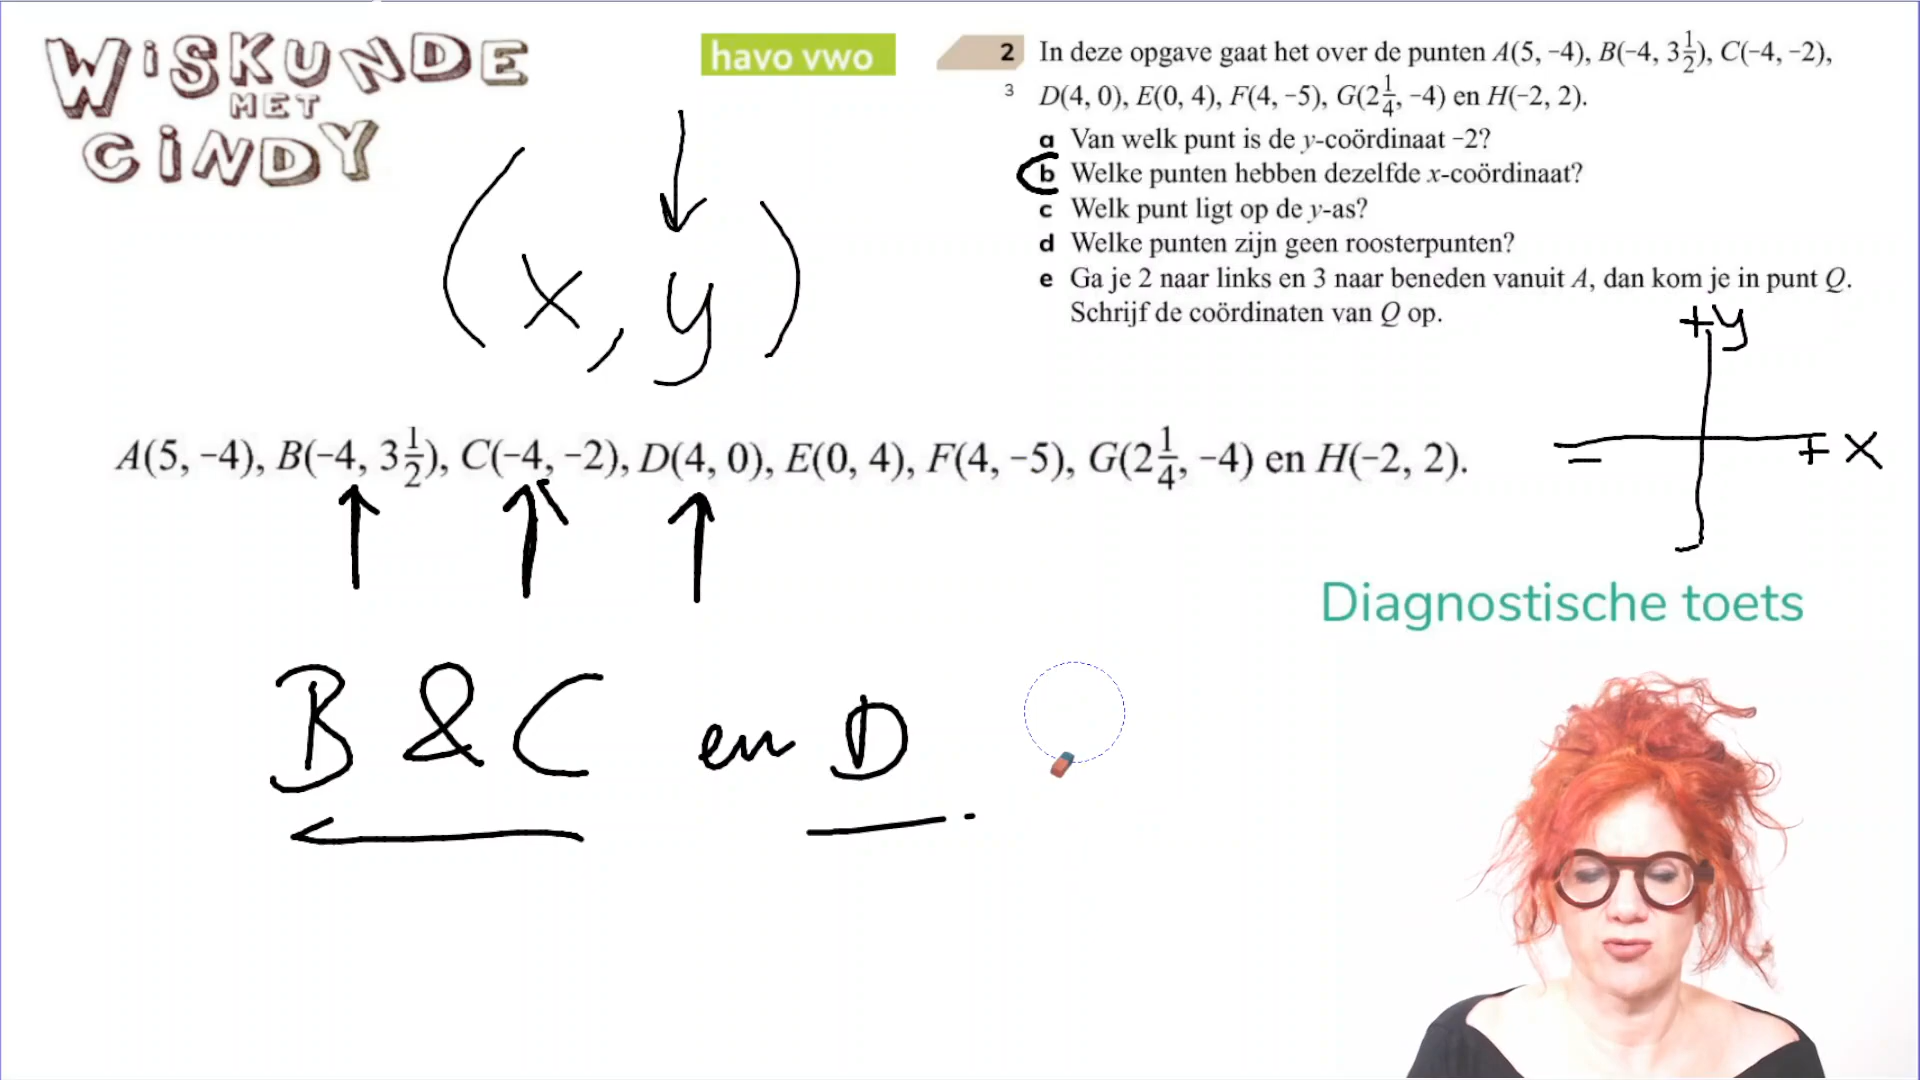 WiSKUNDE
MET
CiNDY
havo vwo
2 In deze opgave gaat het over de punten A(5, −4), B(−4, 3½), C(−4, −2),
3 D(4, 0), E(0, 4), F(4, −5), G(2¼, −4) en H(−2, 2).
a Van welk punt is de y-coördinaat −2?
b Welke punten hebben dezelfde x-coördinaat?
c Welk punt ligt op de y-as?
d Welke punten zijn geen roosterpunten?
e Ga je 2 naar links en 3 naar beneden vanuit A, dan kom je in punt Q.
Schrijf de coördinaten van Q op.
(x, y)
+y
− + x
A(5, −4), B(−4, 3½), C(−4, −2), D(4, 0), E(0, 4), F(4, −5), G(2¼, −4) en H(−2, 2).
Diagnostische toets
B & C en D